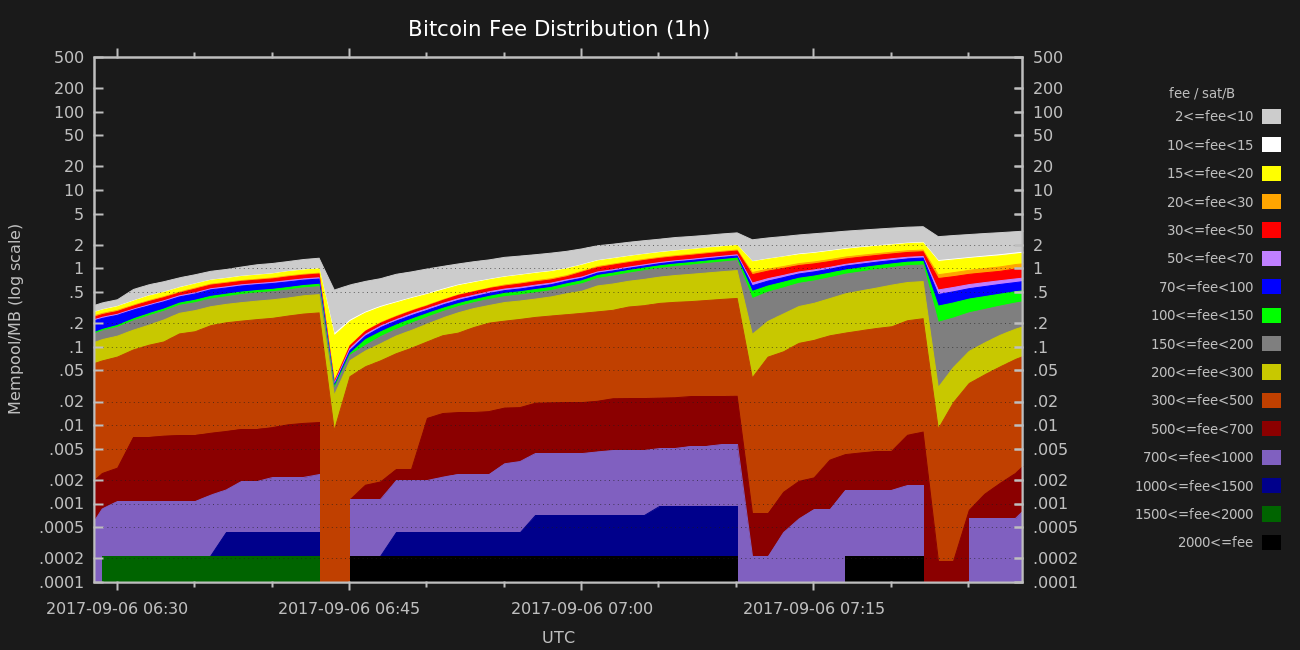 Bitcoin Fee Distribution (1h)
Mempool/MB (log scale)
500
200
100
50
20
10
5
2
1
.5
.2
.1
.05
.02
.01
.005
.002
.001
.0005
.0002
.0001
500
200
100
50
20
10
5
2
1
.5
.2
.1
.05
.02
.01
.005
.002
.001
.0005
.0002
.0001
2017-09-06 06:30
2017-09-06 06:45
2017-09-06 07:00
2017-09-06 07:15
UTC
fee / sat/B
2<=fee<10
10<=fee<15
15<=fee<20
20<=fee<30
30<=fee<50
50<=fee<70
70<=fee<100
100<=fee<150
150<=fee<200
200<=fee<300
300<=fee<500
500<=fee<700
700<=fee<1000
1000<=fee<1500
1500<=fee<2000
2000<=fee